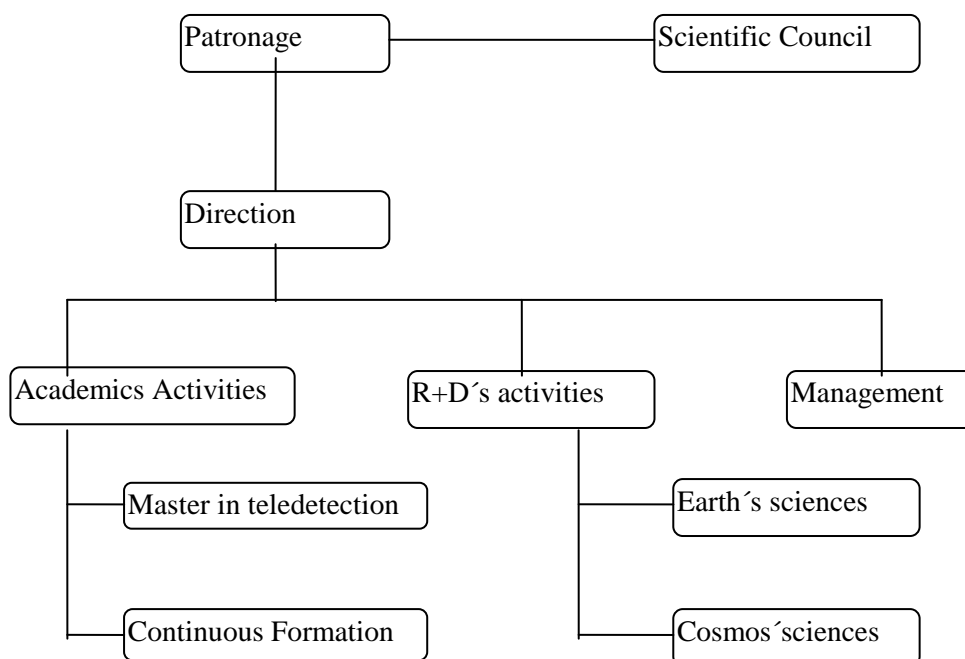 Patronage
Scientific Council
Direction
Academics Activities
R+D´s activities
Management
Master in teledetection
Earth´s sciences
Continuous Formation
Cosmos´sciences